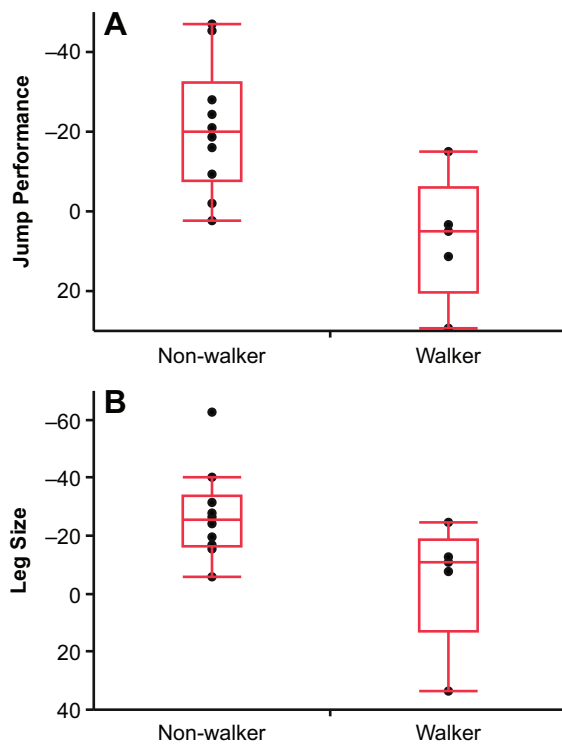 A
Jump Performance
–40
–20
0
20
Non-walker Walker
B
Leg Size
–60
–40
–20
0
20
40
Non-walker Walker